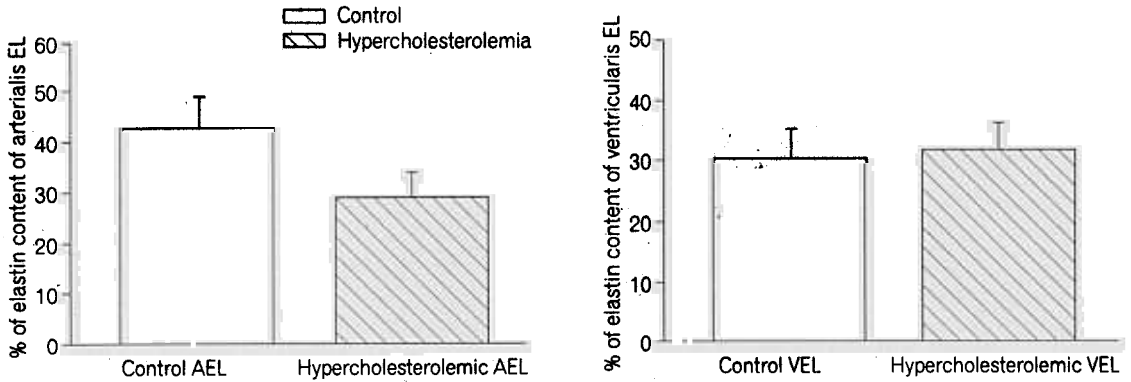 Control
Hypercholesterolemia
% of elastin content of arterialis EL
60
50
40
30
20
10
0
Control AEL
Hypercholesterolemic AEL
% of elastin content of ventricularis EL
50
40
30
20
10
0
Control VEL
Hypercholesterolemic VEL